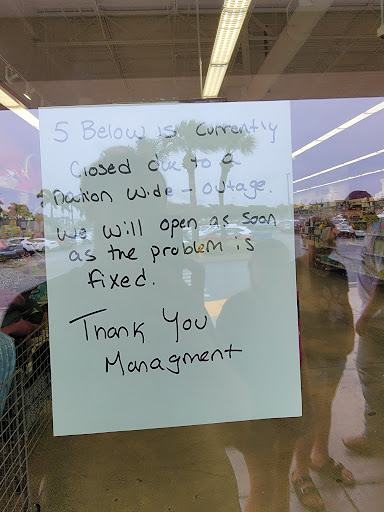 5 Below is currently
Closed due to a
nation wide - outage.
we will open as soon
as the problem is
fixed.
Thank You
Managment